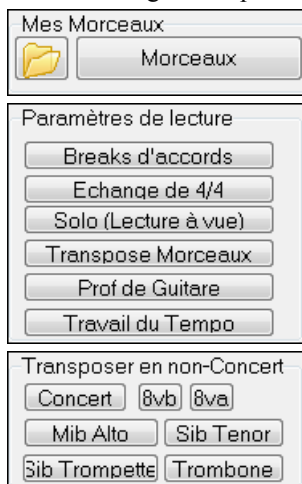 Mes Morceaux
Morceaux
Paramètres de lecture
Breaks d'accords
Echange de 4/4
Solo (Lecture à vue)
Transpose Morceaux
Prof de Guitare
Travail du Tempo
Transposer en non-Concert
Concert 8vb 8va
Mib Alto Sib Tenor
Sib Trompette Trombone